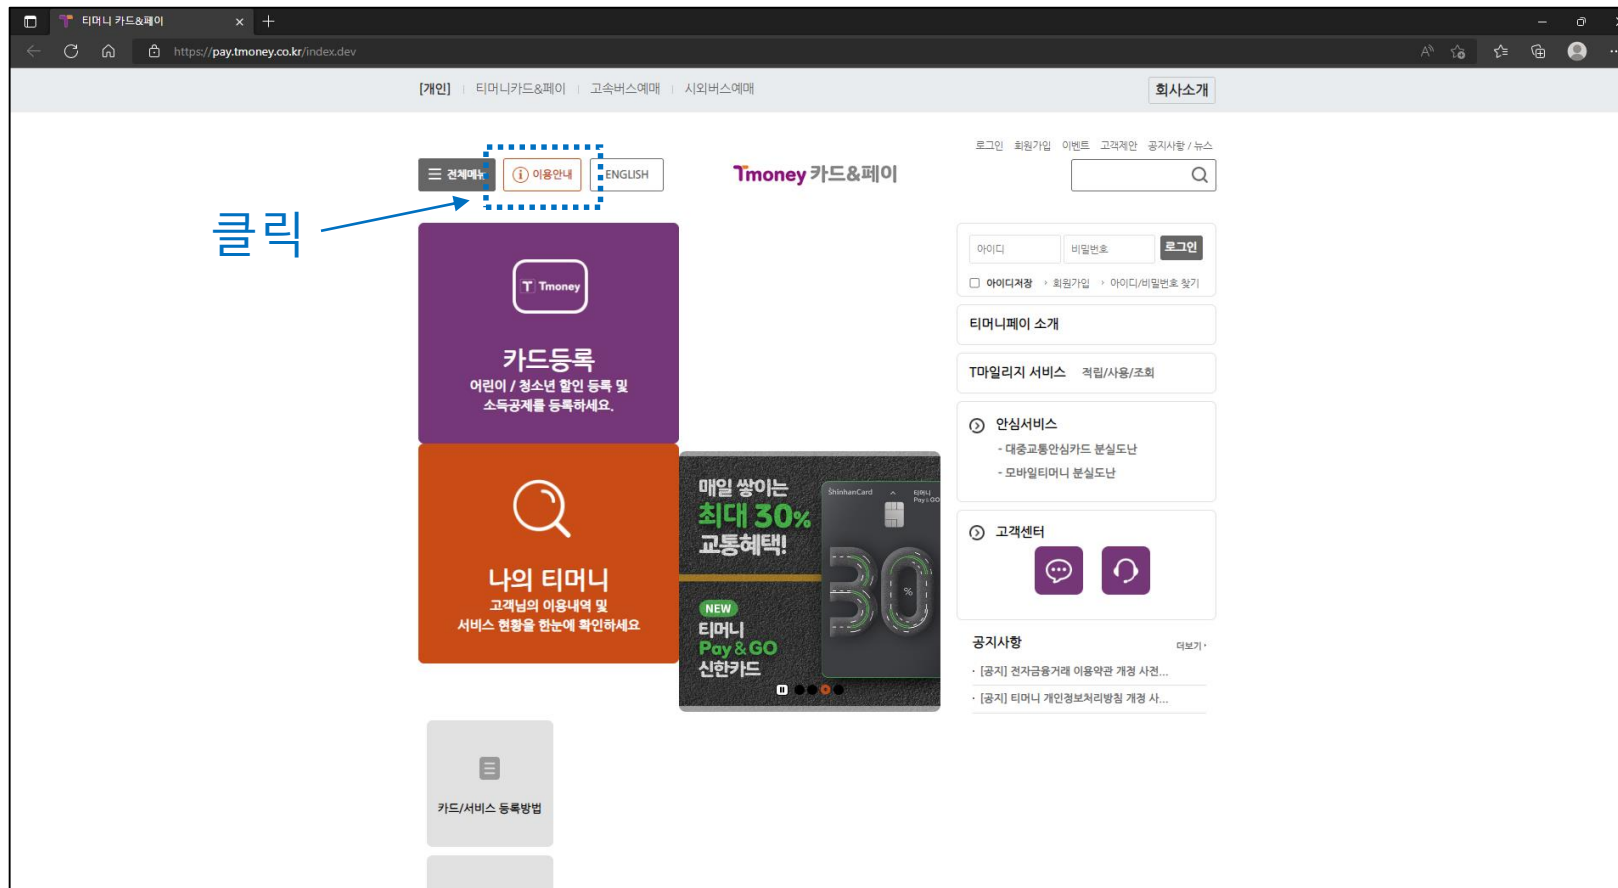 티머니 카드&페이
https://pay.tmoney.co.kr/index.dev
[개인] 티머니카드&페이 고속버스예매 시외버스예매
회사소개
로그인 회원가입 이벤트 고객제안 공지사항 / 뉴스
전체메뉴
이용안내
ENGLISH
Tmoney 카드&페이
클릭
T Tmoney
카드등록
어린이 / 청소년 할인 등록 및
소득공제를 등록하세요.
나의 티머니
고객님의 이용내역 및
서비스 현황을 한눈에 확인하세요
매일 쌓이는
최대 30%
교통혜택!
NEW
티머니
Pay&GO
신한카드
ShinhanCard
티머니
Pay&GO
30
%
아이디
비밀번호
로그인
아이디저장 회원가입 아이디/비밀번호 찾기
티머니페이 소개
T마일리지 서비스 적립/사용/조회
안심서비스
- 대중교통안심카드 분실도난
- 모바일티머니 분실도난
고객센터
공지사항
더보기
· [공지] 전자금융거래 이용약관 개정 사전...
· [공지] 티머니 개인정보처리방침 개정 사...
카드/서비스 등록방법